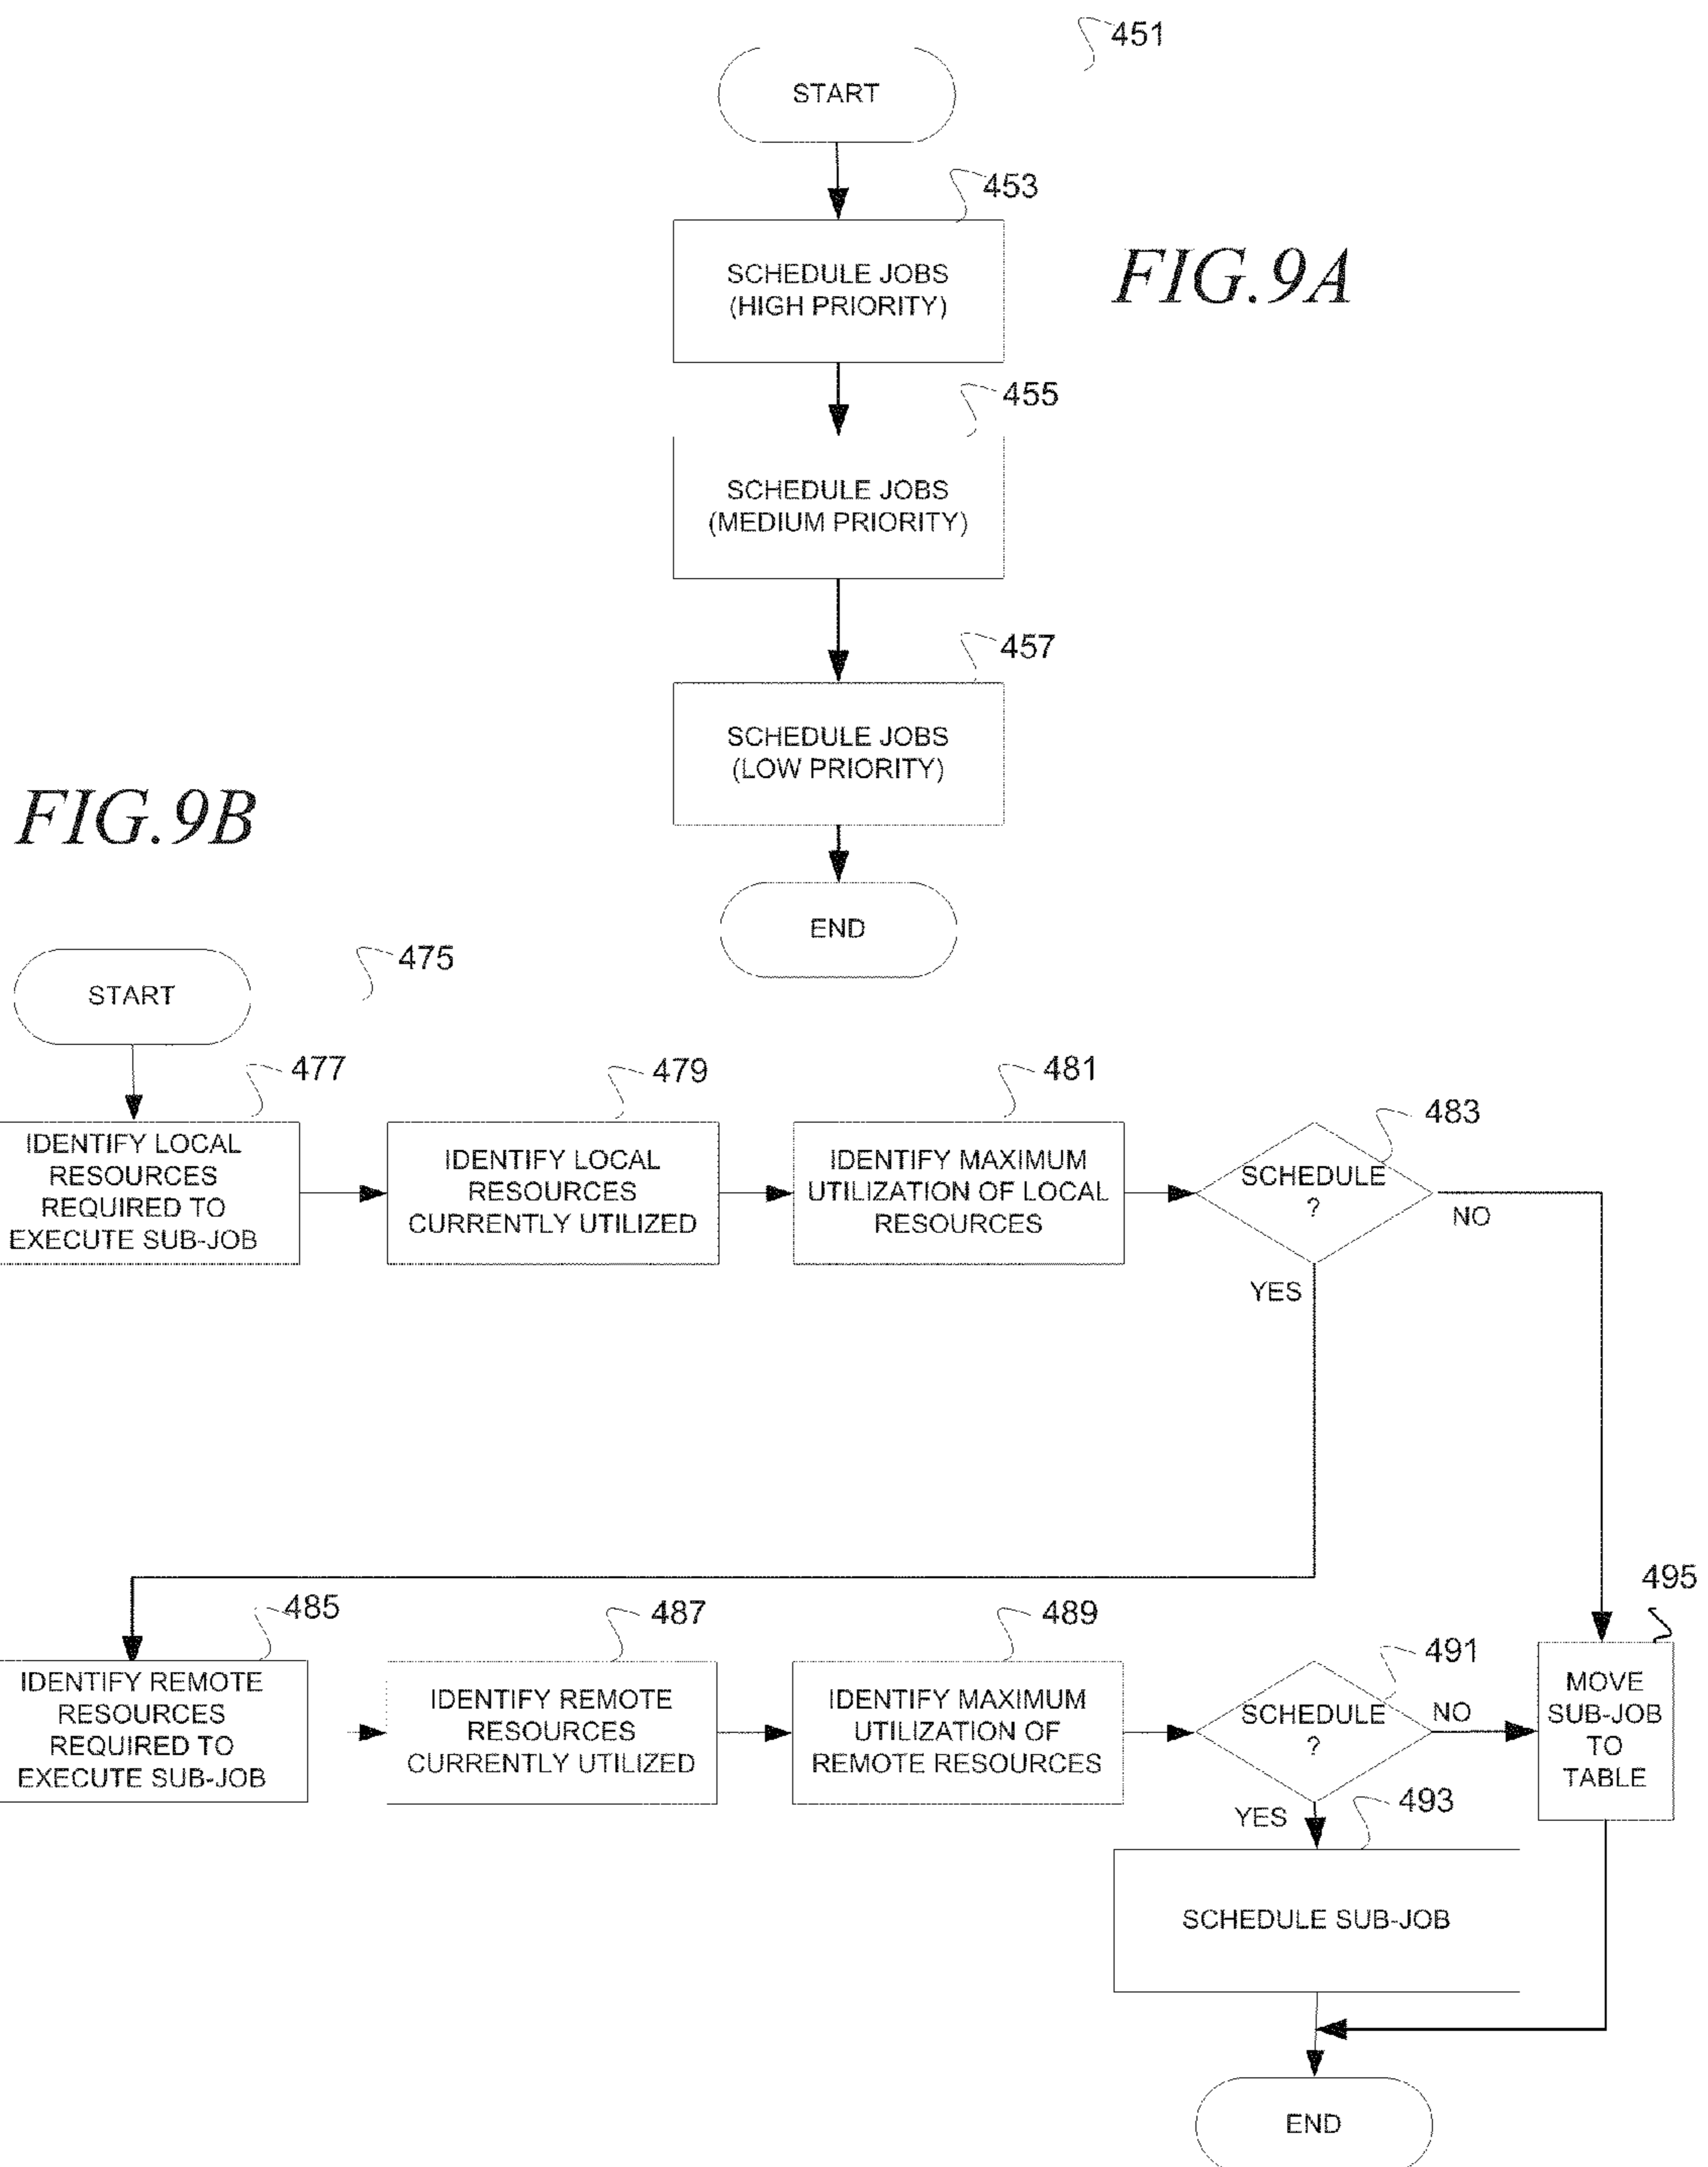 451
START
453
SCHEDULE JOBS
(HIGH PRIORITY)
FIG.9A
455
SCHEDULE JOBS
(MEDIUM PRIORITY)
457
SCHEDULE JOBS
(LOW PRIORITY)
END
FIG.9B
475
START
477
IDENTIFY LOCAL
RESOURCES
REQUIRED TO
EXECUTE SUB-JOB
479
IDENTIFY LOCAL
RESOURCES
CURRENTLY UTILIZED
481
IDENTIFY MAXIMUM
UTILIZATION OF LOCAL
RESOURCES
483
SCHEDULE
?
NO
YES
485
IDENTIFY REMOTE
RESOURCES
REQUIRED TO
EXECUTE SUB-JOB
487
IDENTIFY REMOTE
RESOURCES
CURRENTLY UTILIZED
489
IDENTIFY MAXIMUM
UTILIZATION OF
REMOTE RESOURCES
491
SCHEDULE
?
NO
YES
495
MOVE
SUB-JOB
TO
TABLE
493
SCHEDULE SUB-JOB
END